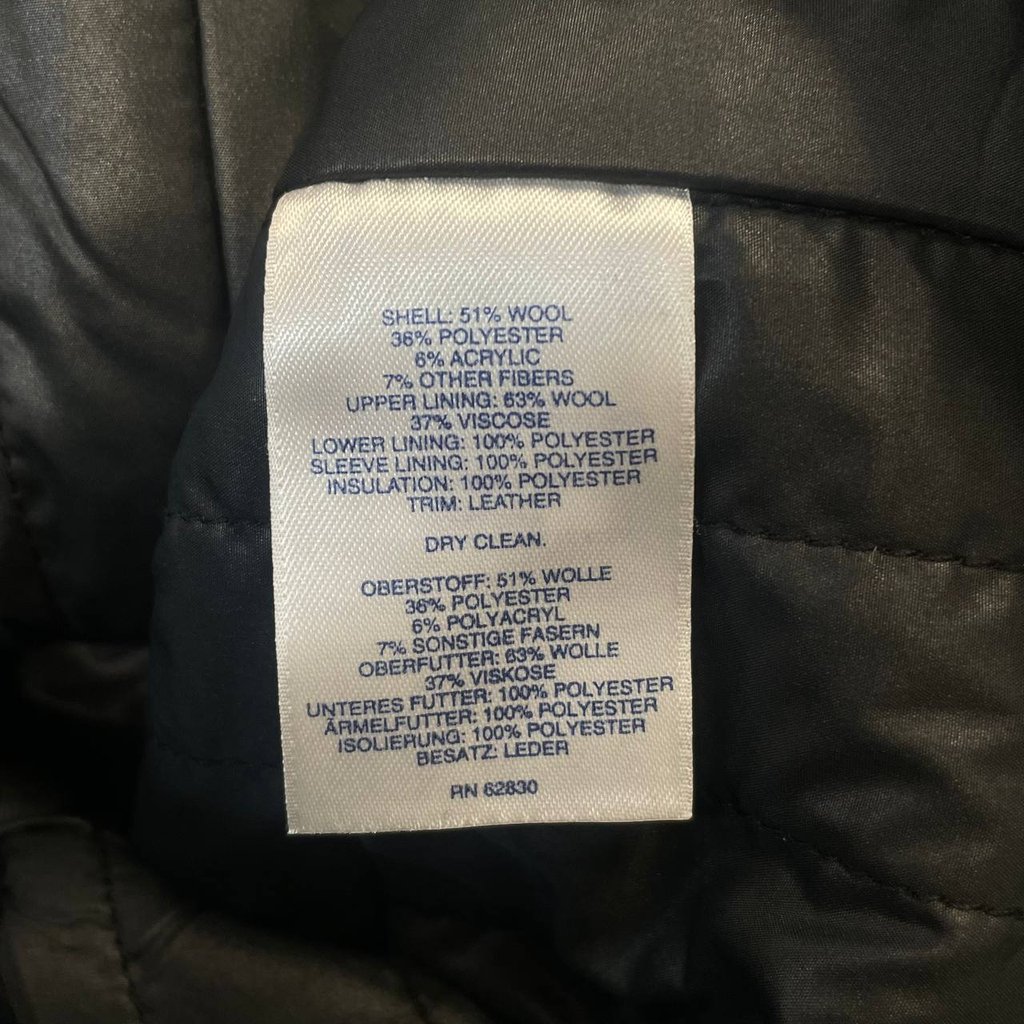 SHELL: 51% WOOL
36% POLYESTER
6% ACRYLIC
7% OTHER FIBERS
UPPER LINING: 63% WOOL
37% VISCOSE
LOWER LINING: 100% POLYESTER
SLEEVE LINING: 100% POLYESTER
INSULATION: 100% POLYESTER
TRIM: LEATHER
DRY CLEAN.
OBERSTOFF: 51% WOLLE
36% POLYESTER
6% POLYACRYL
7% SONSTIGE FASERN
OBERFUTTER: 63% WOLLE
37% VISKOSE
UNTERES FUTTER: 100% POLYESTER
ÄRMELFUTTER: 100% POLYESTER
ISOLIERUNG: 100% POLYESTER
BESATZ: LEDER
RN 62830